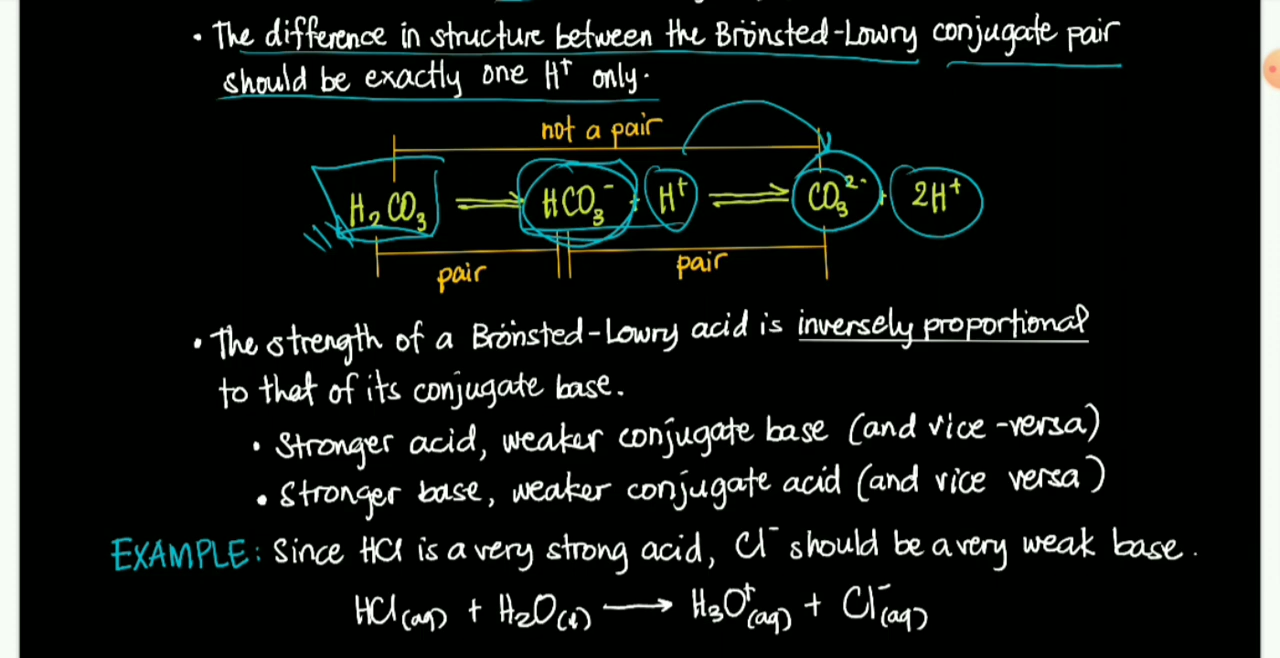 • The difference in structure between the Brönsted-Lowry conjugate pair
should be exactly one H⁺ only.
not a pair
H₂CO₃ ⇌ HCO₃⁻ + H⁺ ⇌ CO₃²⁻ + 2H⁺
pair pair
• The strength of a Brönsted-Lowry acid is inversely proportional
to that of its conjugate base.
• Stronger acid, weaker conjugate base (and vice-versa)
• Stronger base, weaker conjugate acid (and vice versa)
EXAMPLE: Since HCl is a very strong acid, Cl⁻ should be a very weak base.
HCl(aq) + H₂O(l) → H₃O⁺(aq) + Cl⁻(aq)